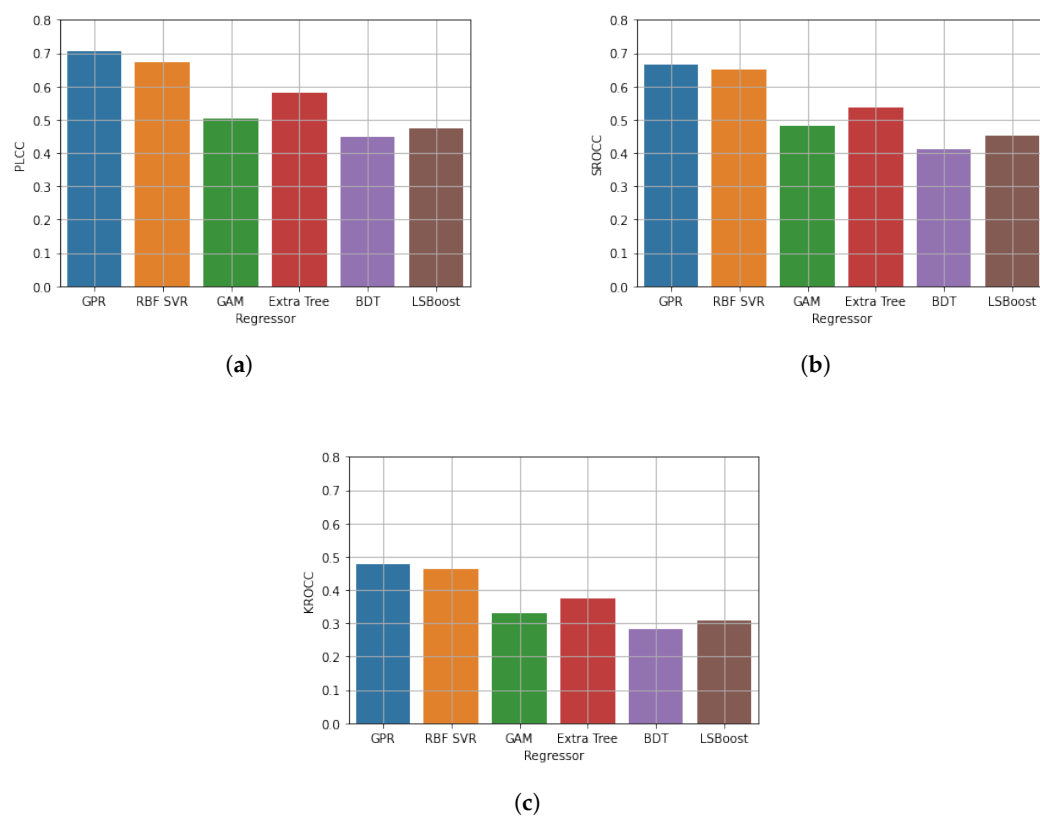 0.8
0.7
0.6
0.5
0.4
0.3
0.2
0.1
0.0
PLCC
GPR RBF SVR GAM Extra Tree BDT LSBoost
Regressor
(a)
0.8
0.7
0.6
0.5
0.4
0.3
0.2
0.1
0.0
SROCC
GPR RBF SVR GAM Extra Tree BDT LSBoost
Regressor
(b)
0.8
0.7
0.6
0.5
0.4
0.3
0.2
0.1
0.0
KROCC
GPR RBF SVR GAM Extra Tree BDT LSBoost
Regressor
(c)